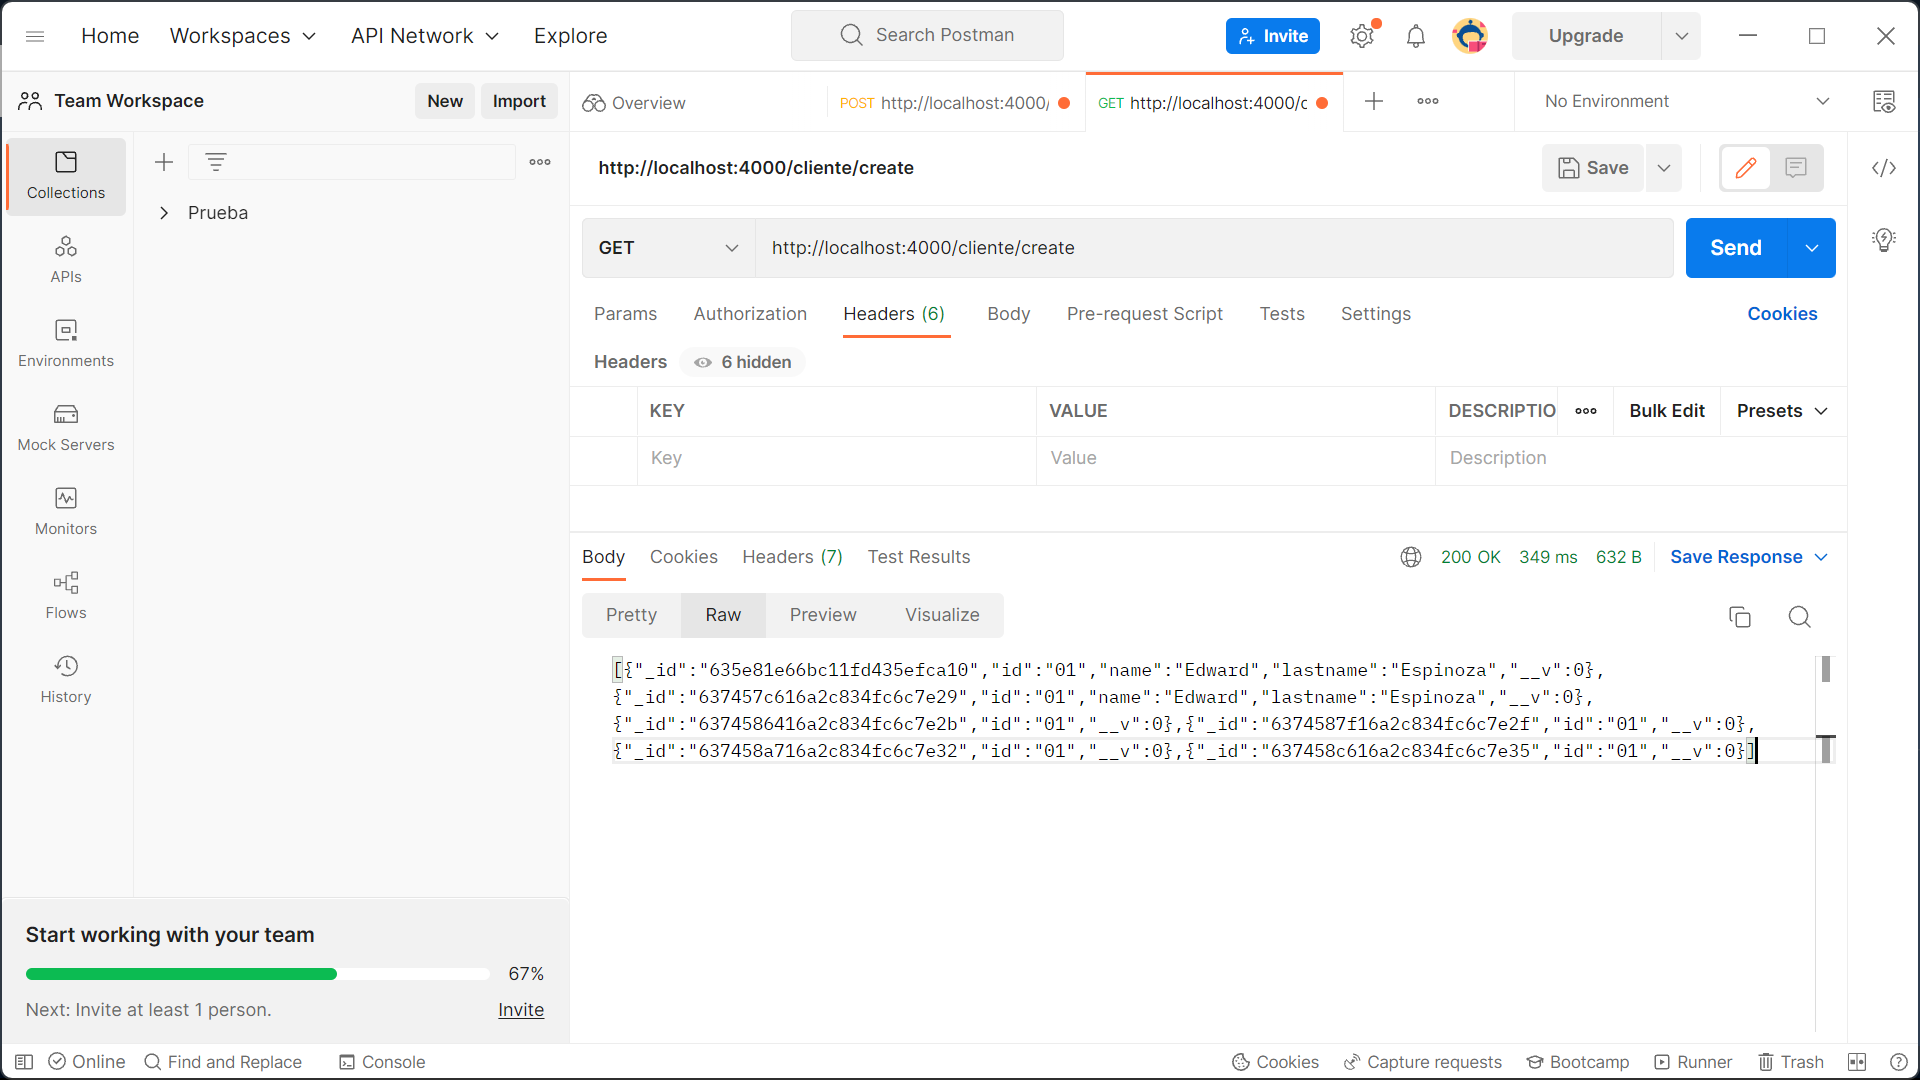 Home
Workspaces
API Network
Explore
Search Postman
Invite
Upgrade
Team Workspace
New
Import
Overview
POST http://localhost:4000/
GET http://localhost:4000/c
No Environment
Collections
APIs
Environments
Mock Servers
Monitors
Flows
History
Prueba
http://localhost:4000/cliente/create
Save
GET
http://localhost:4000/cliente/create
Send
Params
Authorization
Headers (6)
Body
Pre-request Script
Tests
Settings
Cookies
Headers
6 hidden
KEY
VALUE
DESCRIPTIO
Bulk Edit
Presets
Key
Value
Description
Body
Cookies
Headers (7)
Test Results
200 OK
349 ms
632 B
Save Response
Pretty
Raw
Preview
Visualize
[{"_id":"635e81e66bc11fd435efca10","id":"01","name":"Edward","lastname":"Espinoza","__v":0},
{"_id":"637457c616a2c834fc6c7e29","id":"01","name":"Edward","lastname":"Espinoza","__v":0},
{"_id":"6374586416a2c834fc6c7e2b","id":"01","__v":0},{"_id":"6374587f16a2c834fc6c7e2f","id":"01","__v":0},
{"_id":"637458a716a2c834fc6c7e32","id":"01","__v":0},{"_id":"637458c616a2c834fc6c7e35","id":"01","__v":0}]
Start working with your team
67%
Next: Invite at least 1 person.
Invite
Online
Find and Replace
Console
Cookies
Capture requests
Bootcamp
Runner
Trash